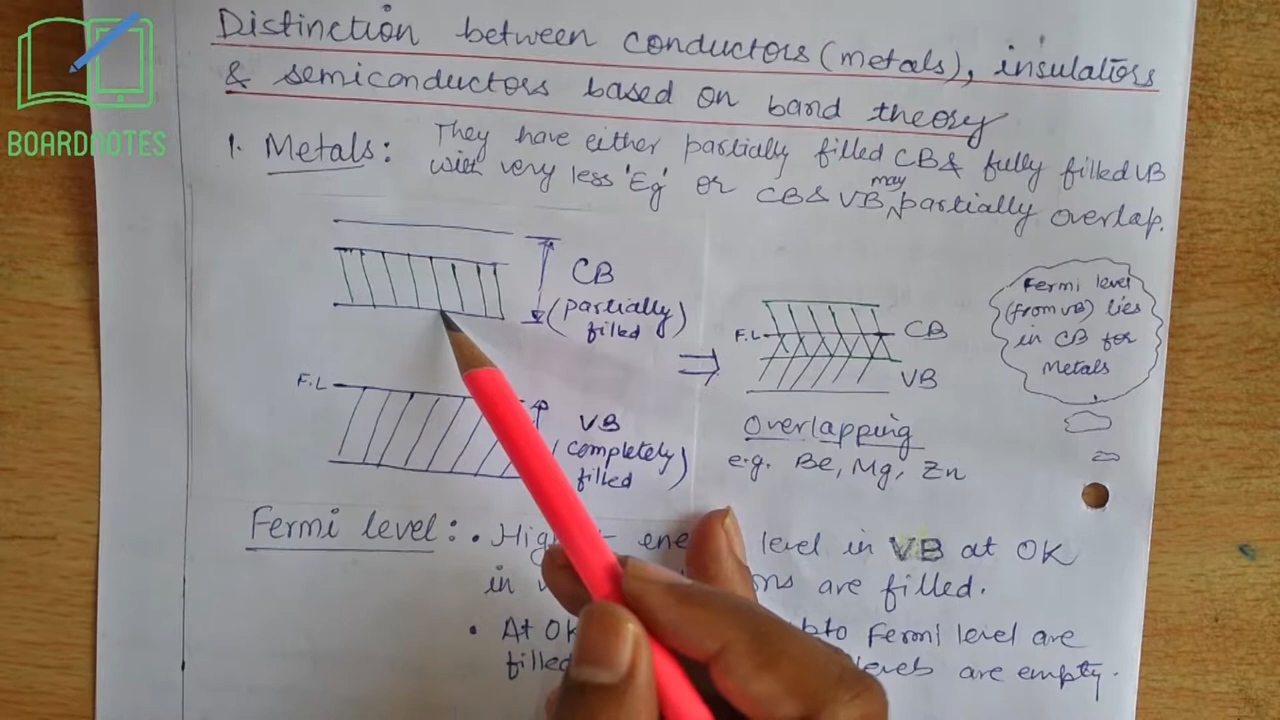 BOARDNOTES
Distinction between conductors (metals), insulators
& semiconductors based on band theory
1. Metals: They have either partially filled CB & fully filled VB
with very less 'Eg' or CB & VB may partially overlap.
CB
(partially
filled
F.L
VB
completely)
filled
⇒
F.L
CB
VB
Overlapping
e.g. Be, Mg, Zn
Fermi level
(from VB) lies
in CB for
Metals
Fermi level: • energy level in VB at 0K
in are filled.
• At 0K upto Fermi level are
filled levels are empty.